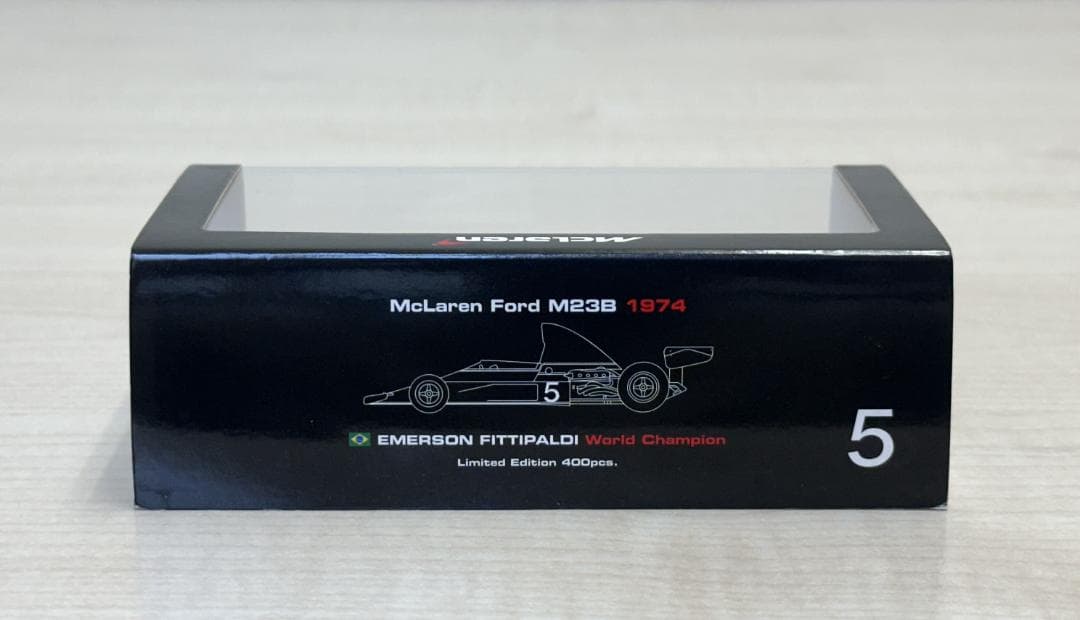 McLaren
McLaren Ford M23B 1974
5
EMERSON FITTIPALDI World Champion
Limited Edition 400pcs.
5